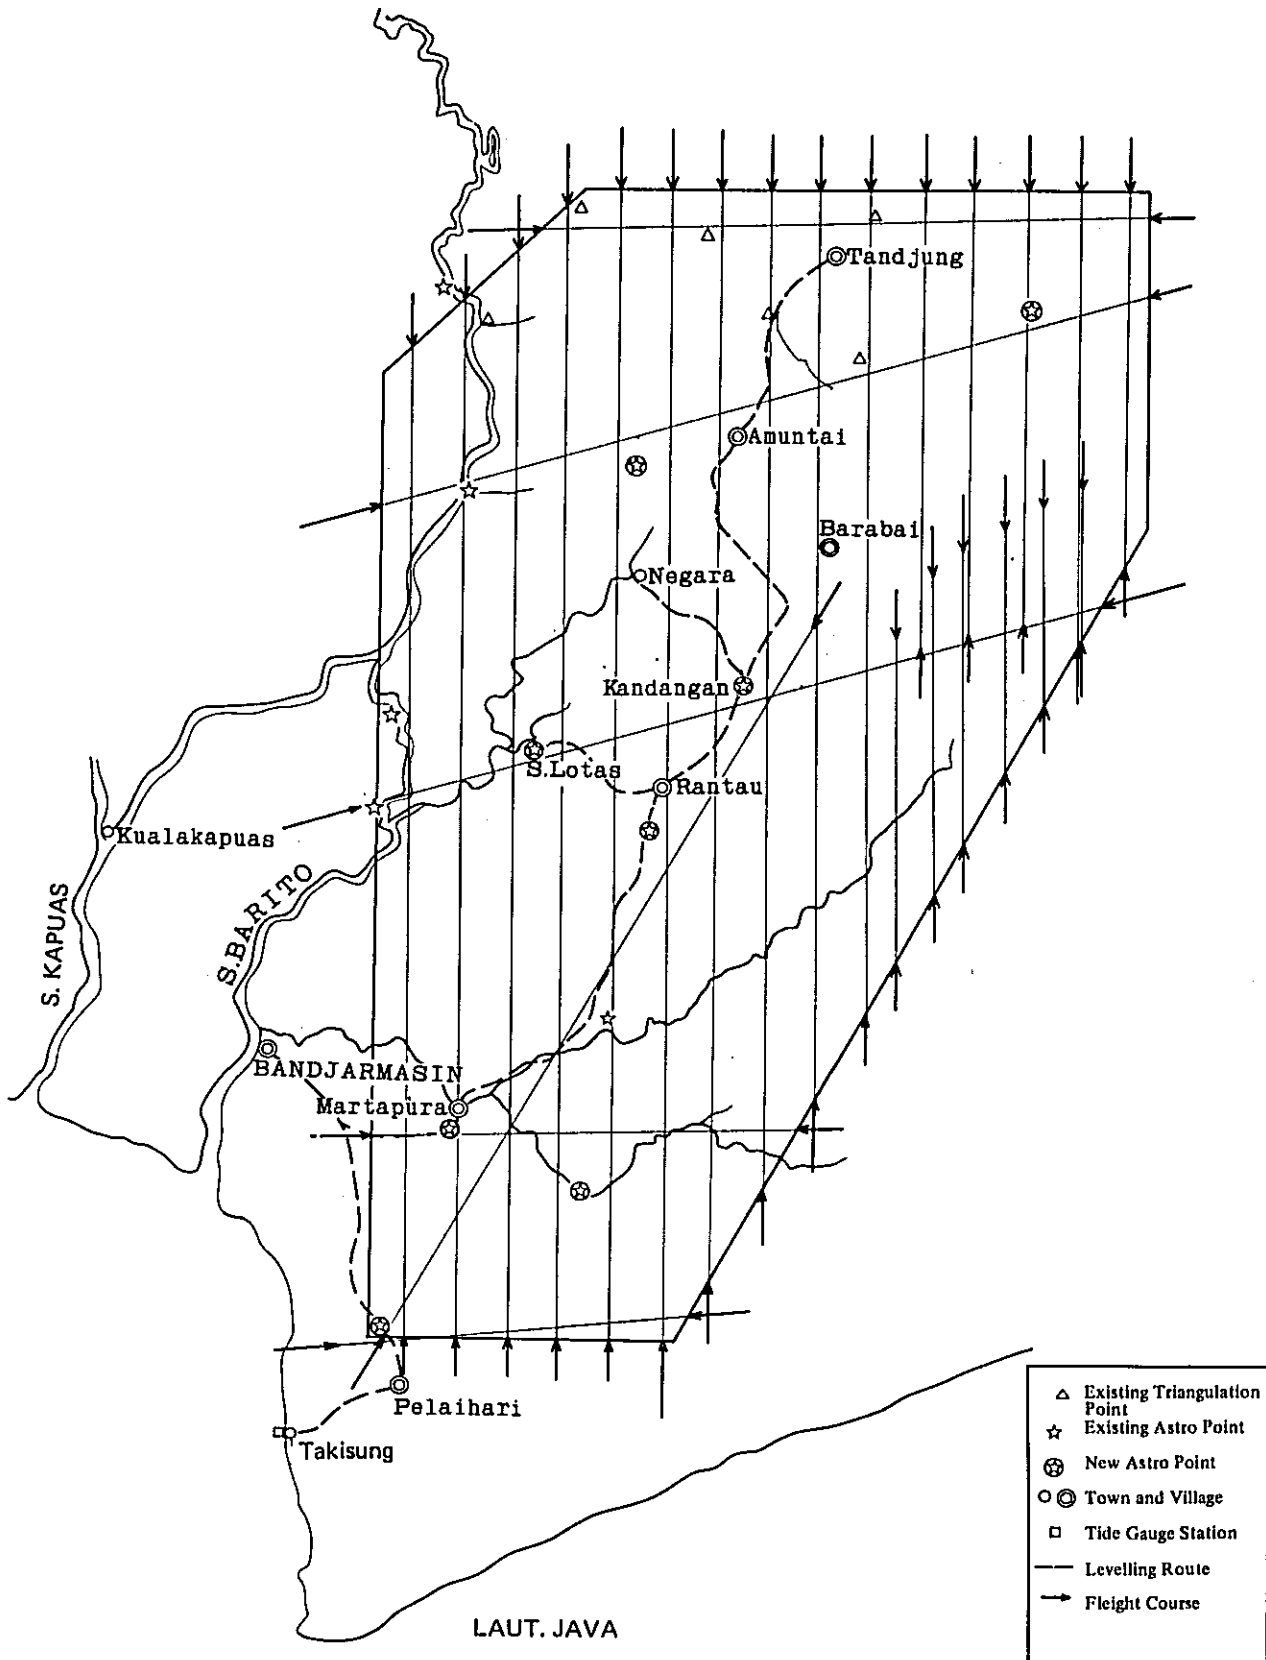 Tandjung
Amuntai
Barabai
Negara
Kandangan
S.Lotas
Rantau
Kualakapuas
S.BARITO
S. KAPUAS
BANDJARMASIN
Martapura
Pelaihari
Takisung
LAUT. JAVA
Existing Triangulation
Point
Existing Astro Point
New Astro Point
Town and Village
Tide Gauge Station
Levelling Route
Fleight Course